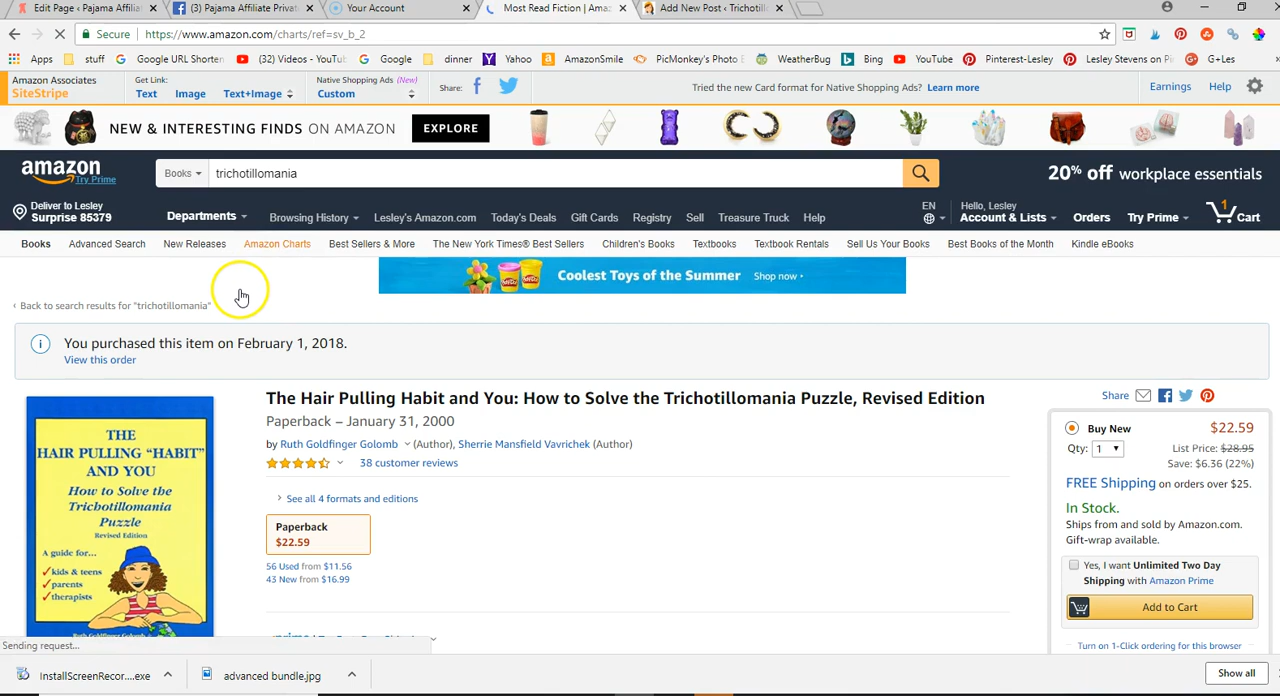 Edit Page ‹ Pajama Affiliat
(3) Pajama Affiliate Privat
Your Account
Most Read Fiction | Amaz
Add New Post ‹ Trichotill
Secure | https://www.amazon.com/charts/ref=sv_b_2
Apps stuff Google URL Shorten (32) Videos - YouTu Google dinner Yahoo AmazonSmile PicMonkey's Photo E WeatherBug Bing YouTube Pinterest-Lesley Lesley Stevens on Pi G+Les
Amazon Associates
SiteStripe
Get Link:
Text Image Text+Image
Native Shopping Ads (New)
Custom
Share:
Tried the new Card format for Native Shopping Ads? Learn more
Earnings Help
NEW & INTERESTING FINDS ON AMAZON EXPLORE
amazon
Try Prime
Books
trichotillomania
20% off workplace essentials
Deliver to Lesley
Surprise 85379
Departments Browsing History Lesley's Amazon.com Today's Deals Gift Cards Registry Sell Treasure Truck Help
EN
Hello, Lesley
Account & Lists
Orders
Try Prime
1
Cart
Books Advanced Search New Releases Amazon Charts Best Sellers & More The New York Times® Best Sellers Children's Books Textbooks Textbook Rentals Sell Us Your Books Best Books of the Month Kindle eBooks
Coolest Toys of the Summer Shop now ›
‹ Back to search results for "trichotillomania"
You purchased this item on February 1, 2018.
View this order
THE
HAIR PULLING "HABIT"
AND YOU
How to Solve the
Trichotillomania
Puzzle
Revised Edition
A guide for...
✓kids & teens
✓parents
✓therapists
Ruth Goldfinger Golomb
The Hair Pulling Habit and You: How to Solve the Trichotillomania Puzzle, Revised Edition
Paperback – January 31, 2000
by Ruth Goldfinger Golomb (Author), Sherrie Mansfield Vavrichek (Author)
38 customer reviews
› See all 4 formats and editions
Paperback
$22.59
56 Used from $11.56
43 New from $16.99
Share
Buy New $22.59
Qty: 1
List Price: $28.95
Save: $6.36 (22%)
FREE Shipping on orders over $25.
In Stock.
Ships from and sold by Amazon.com.
Gift-wrap available.
Yes, I want Unlimited Two Day
Shipping with Amazon Prime
Add to Cart
Turn on 1-Click ordering for this browser
Sending request...
InstallScreenRecor....exe
advanced bundle.jpg
Show all